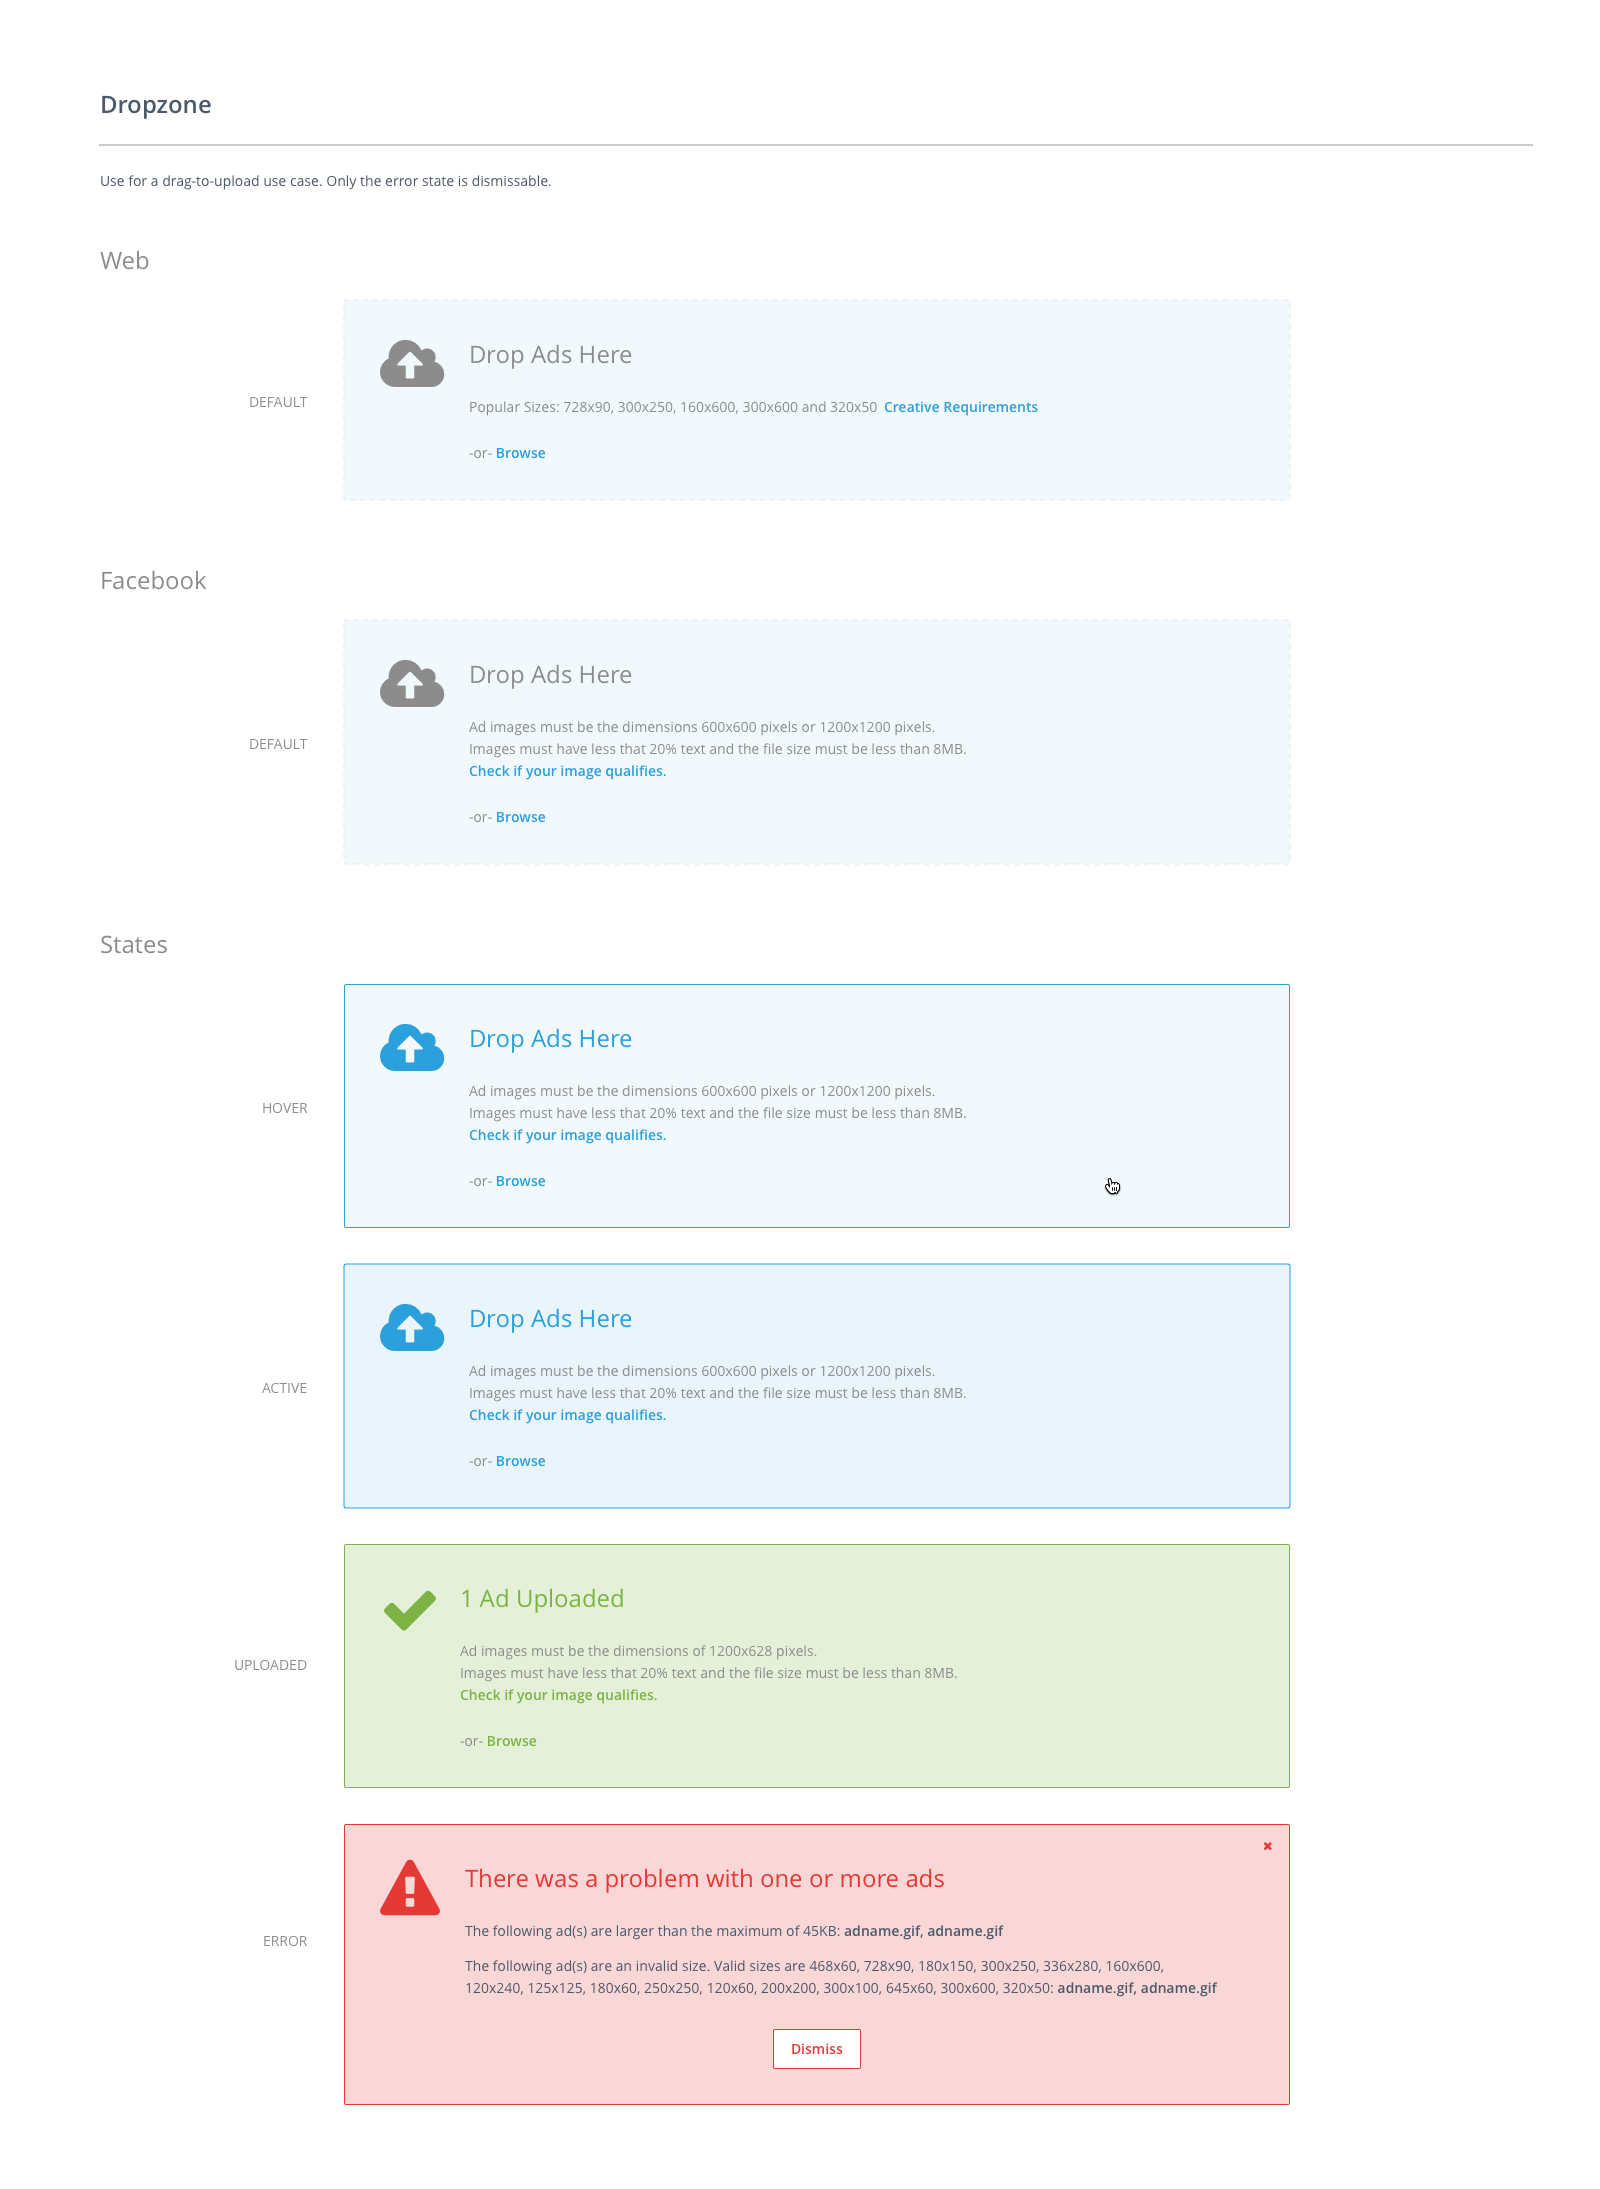 Dropzone
Use for a drag-to-upload use case. Only the error state is dismissable.
Web
DEFAULT
Drop Ads Here
Popular Sizes: 728x90, 300x250, 160x600, 300x600 and 320x50 Creative Requirements
-or- Browse
Facebook
DEFAULT
Drop Ads Here
Ad images must be the dimensions 600x600 pixels or 1200x1200 pixels.
Images must have less that 20% text and the file size must be less than 8MB.
Check if your image qualifies.
-or- Browse
States
HOVER
Drop Ads Here
Ad images must be the dimensions 600x600 pixels or 1200x1200 pixels.
Images must have less that 20% text and the file size must be less than 8MB.
Check if your image qualifies.
-or- Browse
ACTIVE
Drop Ads Here
Ad images must be the dimensions 600x600 pixels or 1200x1200 pixels.
Images must have less that 20% text and the file size must be less than 8MB.
Check if your image qualifies.
-or- Browse
UPLOADED
1 Ad Uploaded
Ad images must be the dimensions of 1200x628 pixels.
Images must have less that 20% text and the file size must be less than 8MB.
Check if your image qualifies.
-or- Browse
ERROR
There was a problem with one or more ads
The following ad(s) are larger than the maximum of 45KB: adname.gif, adname.gif
The following ad(s) are an invalid size. Valid sizes are 468x60, 728x90, 180x150, 300x250, 336x280, 160x600,
120x240, 125x125, 180x60, 250x250, 120x60, 200x200, 300x100, 645x60, 300x600, 320x50: adname.gif, adname.gif
Dismiss